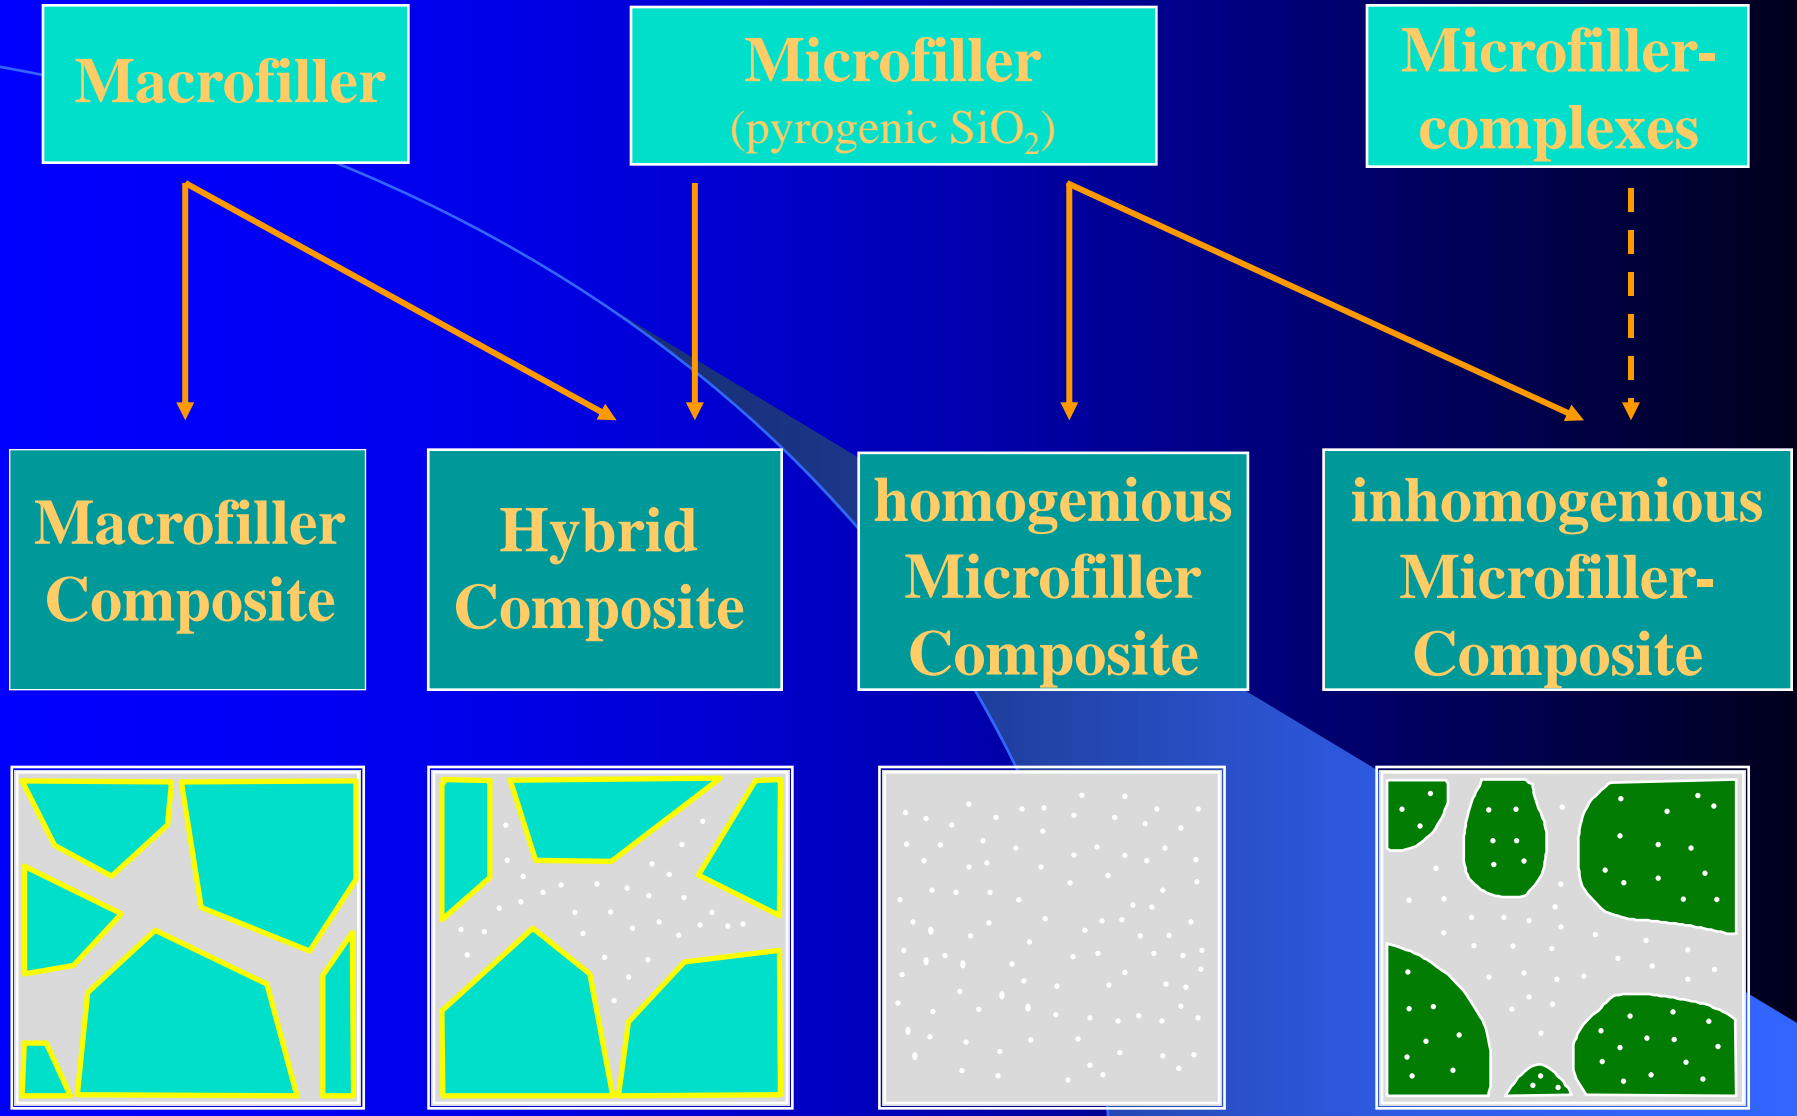 Macrofiller
Microfiller
(pyrogenic SiO₂)
Microfiller-
complexes
Macrofiller
Composite
Hybrid
Composite
homogenious
Microfiller
Composite
inhomogenious
Microfiller-
Composite